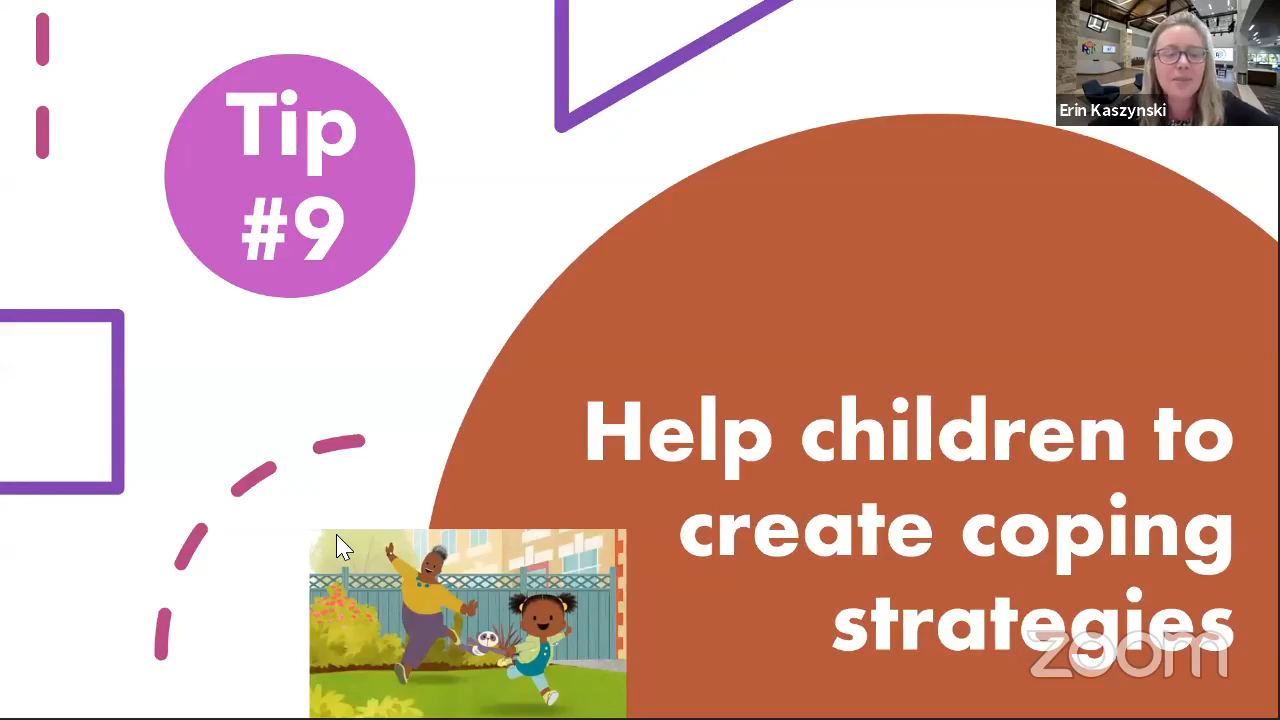 Tip
#9
Erin Kaszynski
Help children to
create coping
strategies
zoom